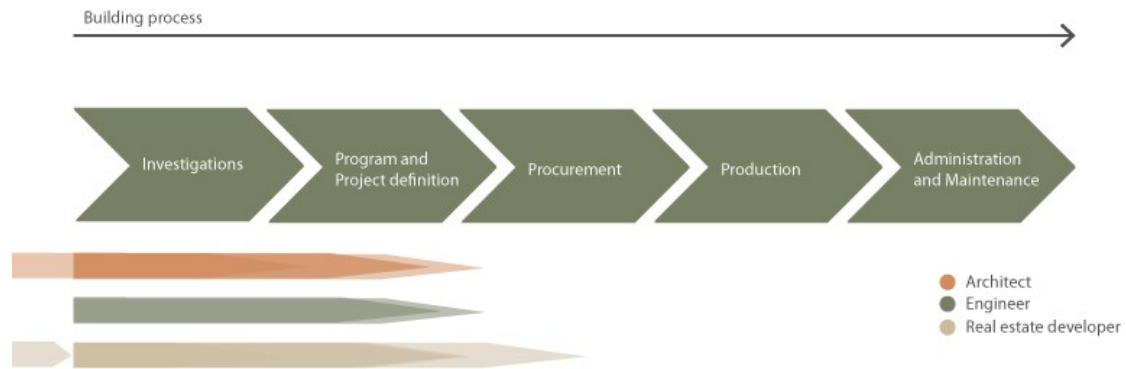 Building process
Investigations
Program and
Project definition
Procurement
Production
Administration
and Maintenance
Architect
Engineer
Real estate developer